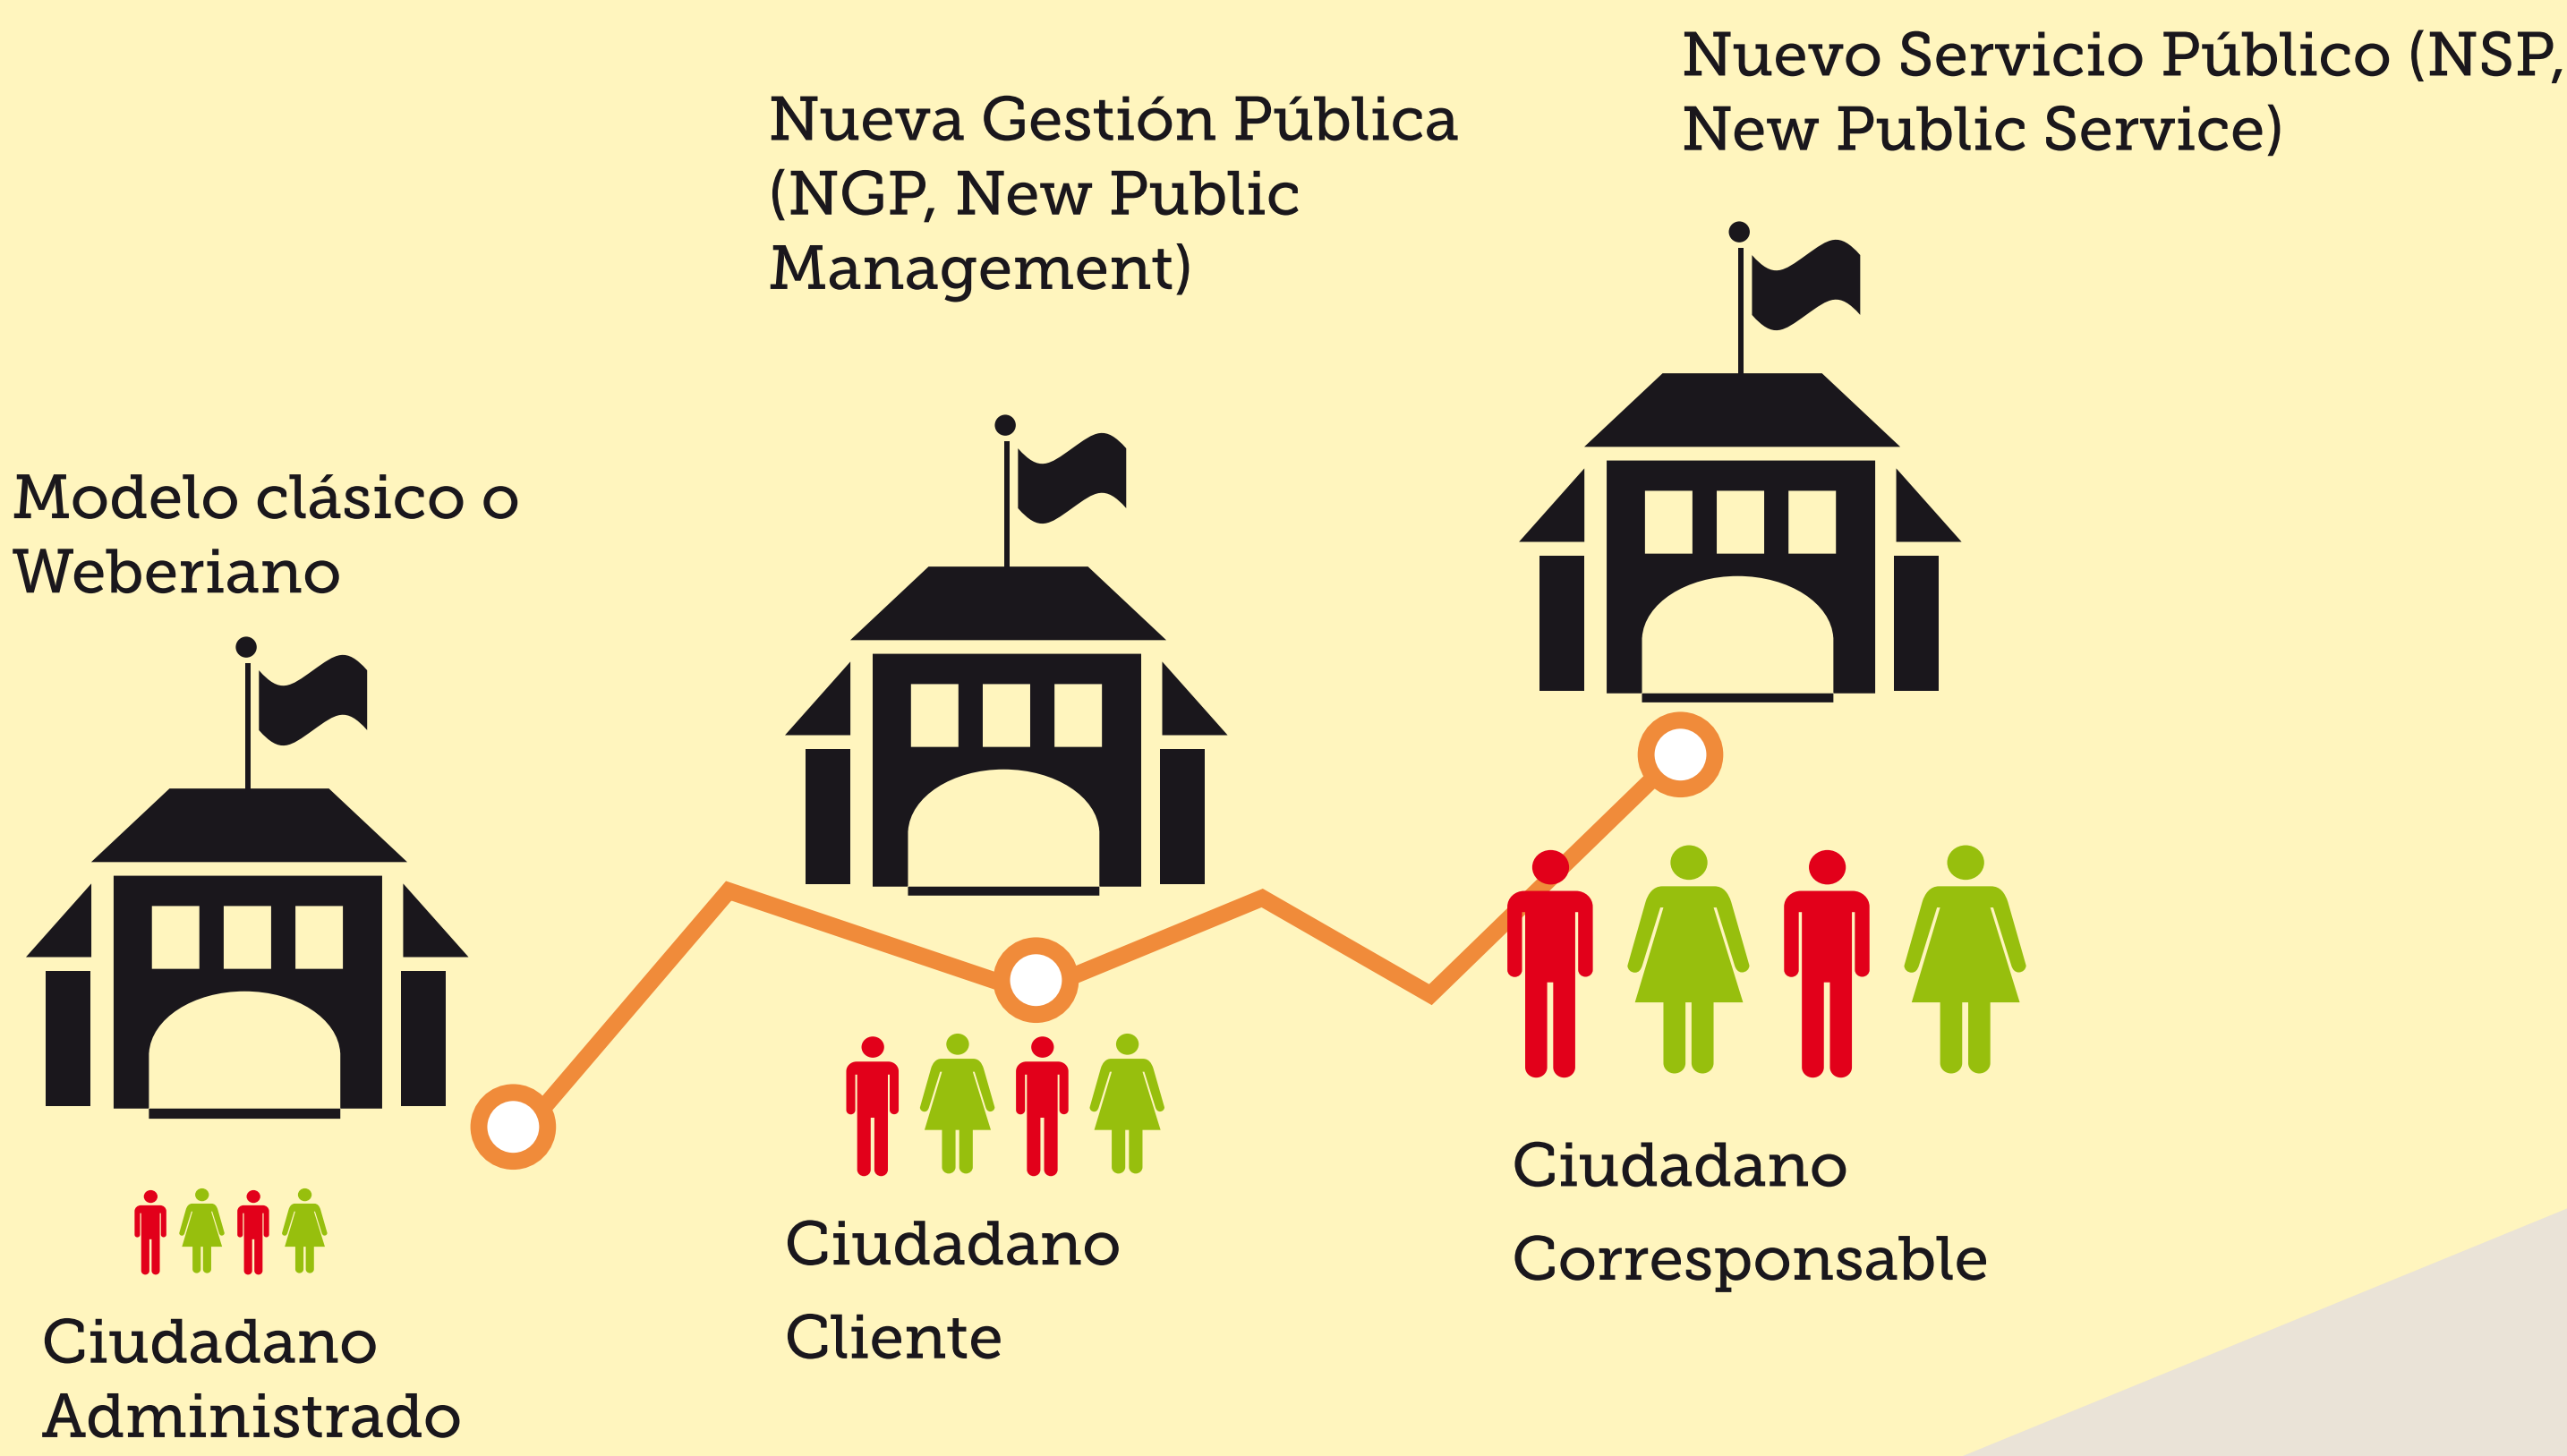 Modelo clásico o
Weberiano
Ciudadano
Administrado
Nueva Gestión Pública
(NGP, New Public
Management)
Ciudadano
Cliente
Nuevo Servicio Público (NSP,
New Public Service)
Ciudadano
Corresponsable